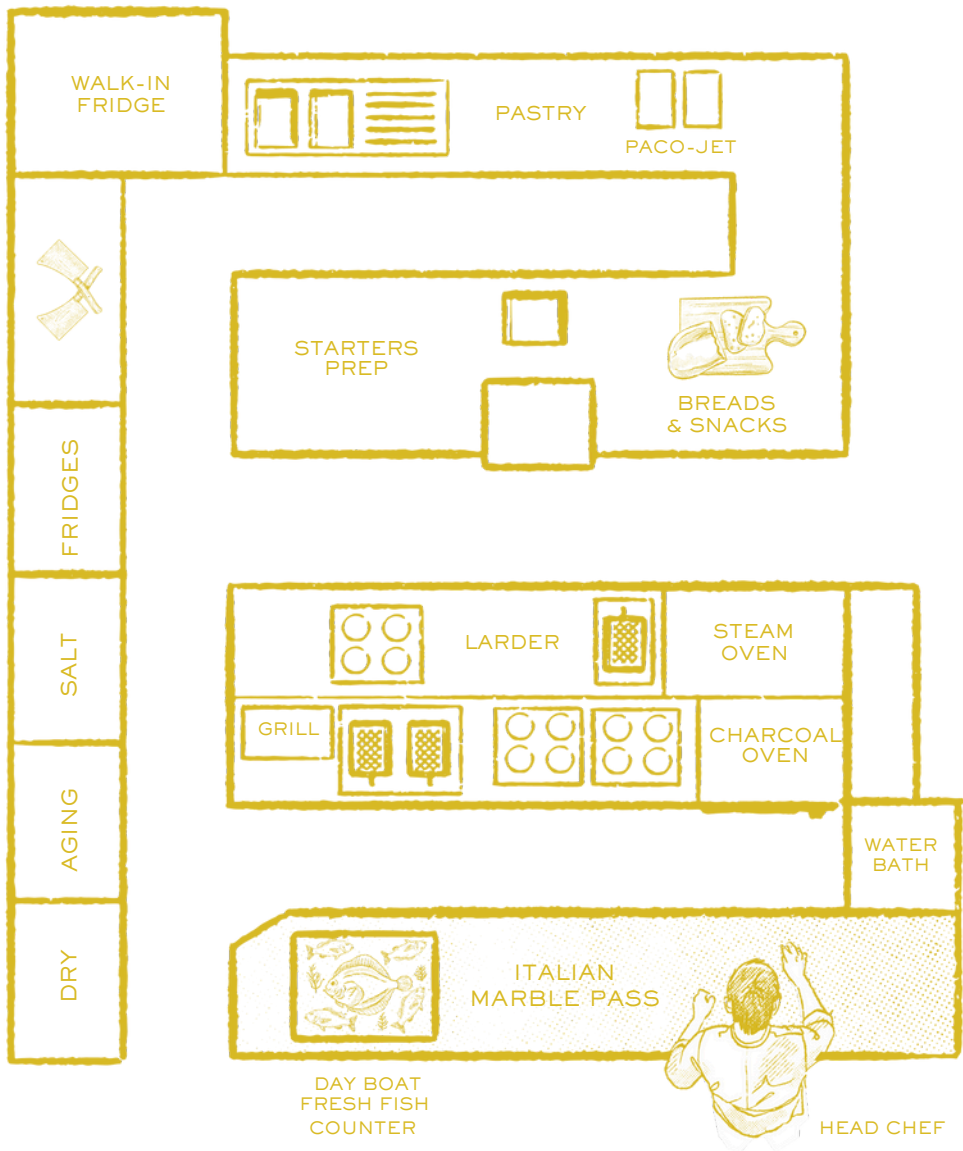 WALK-IN
FRIDGE
PASTRY
PACO-JET
STARTERS
PREP
BREADS
& SNACKS
FRIDGES
SALT
AGING
DRY
LARDER
STEAM
OVEN
GRILL
CHARCOAL
OVEN
WATER
BATH
ITALIAN
MARBLE PASS
DAY BOAT
FRESH FISH
COUNTER
HEAD CHEF